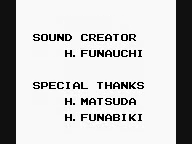 SOUND CREATOR
H. FUNAUCHI
SPECIAL THANKS
H. MATSUDA
H. FUNABIKI